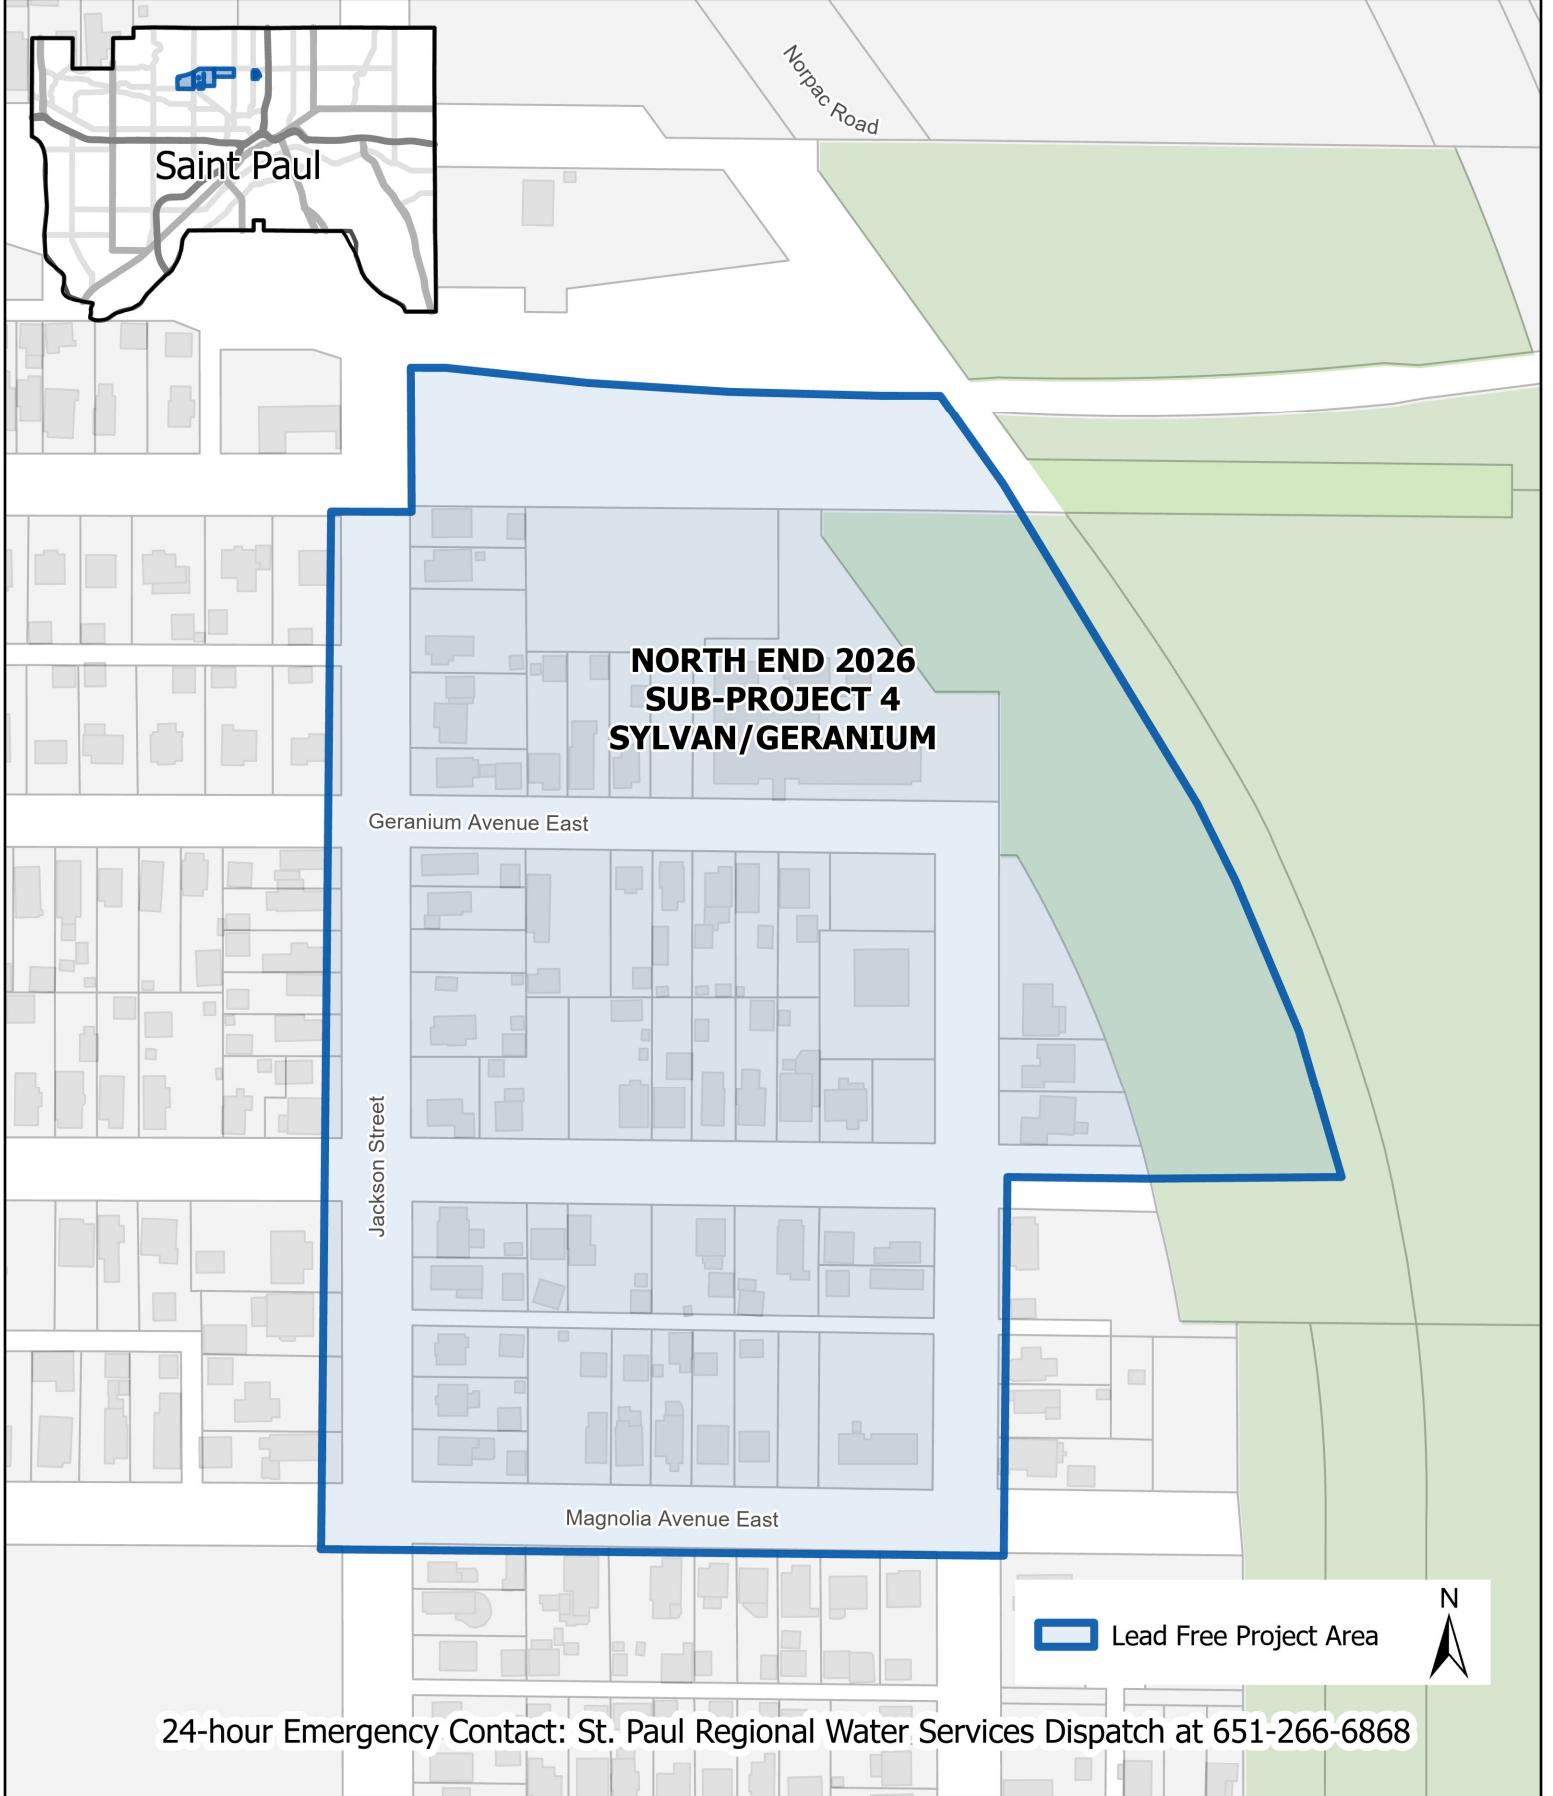 Norpac Road
Saint Paul
NORTH END 2026
SUB-PROJECT 4
SYLVAN/GERANIUM
Geranium Avenue East
Jackson Street
Magnolia Avenue East
N
Lead Free Project Area
24-hour Emergency Contact: St. Paul Regional Water Services Dispatch at 651-266-6868